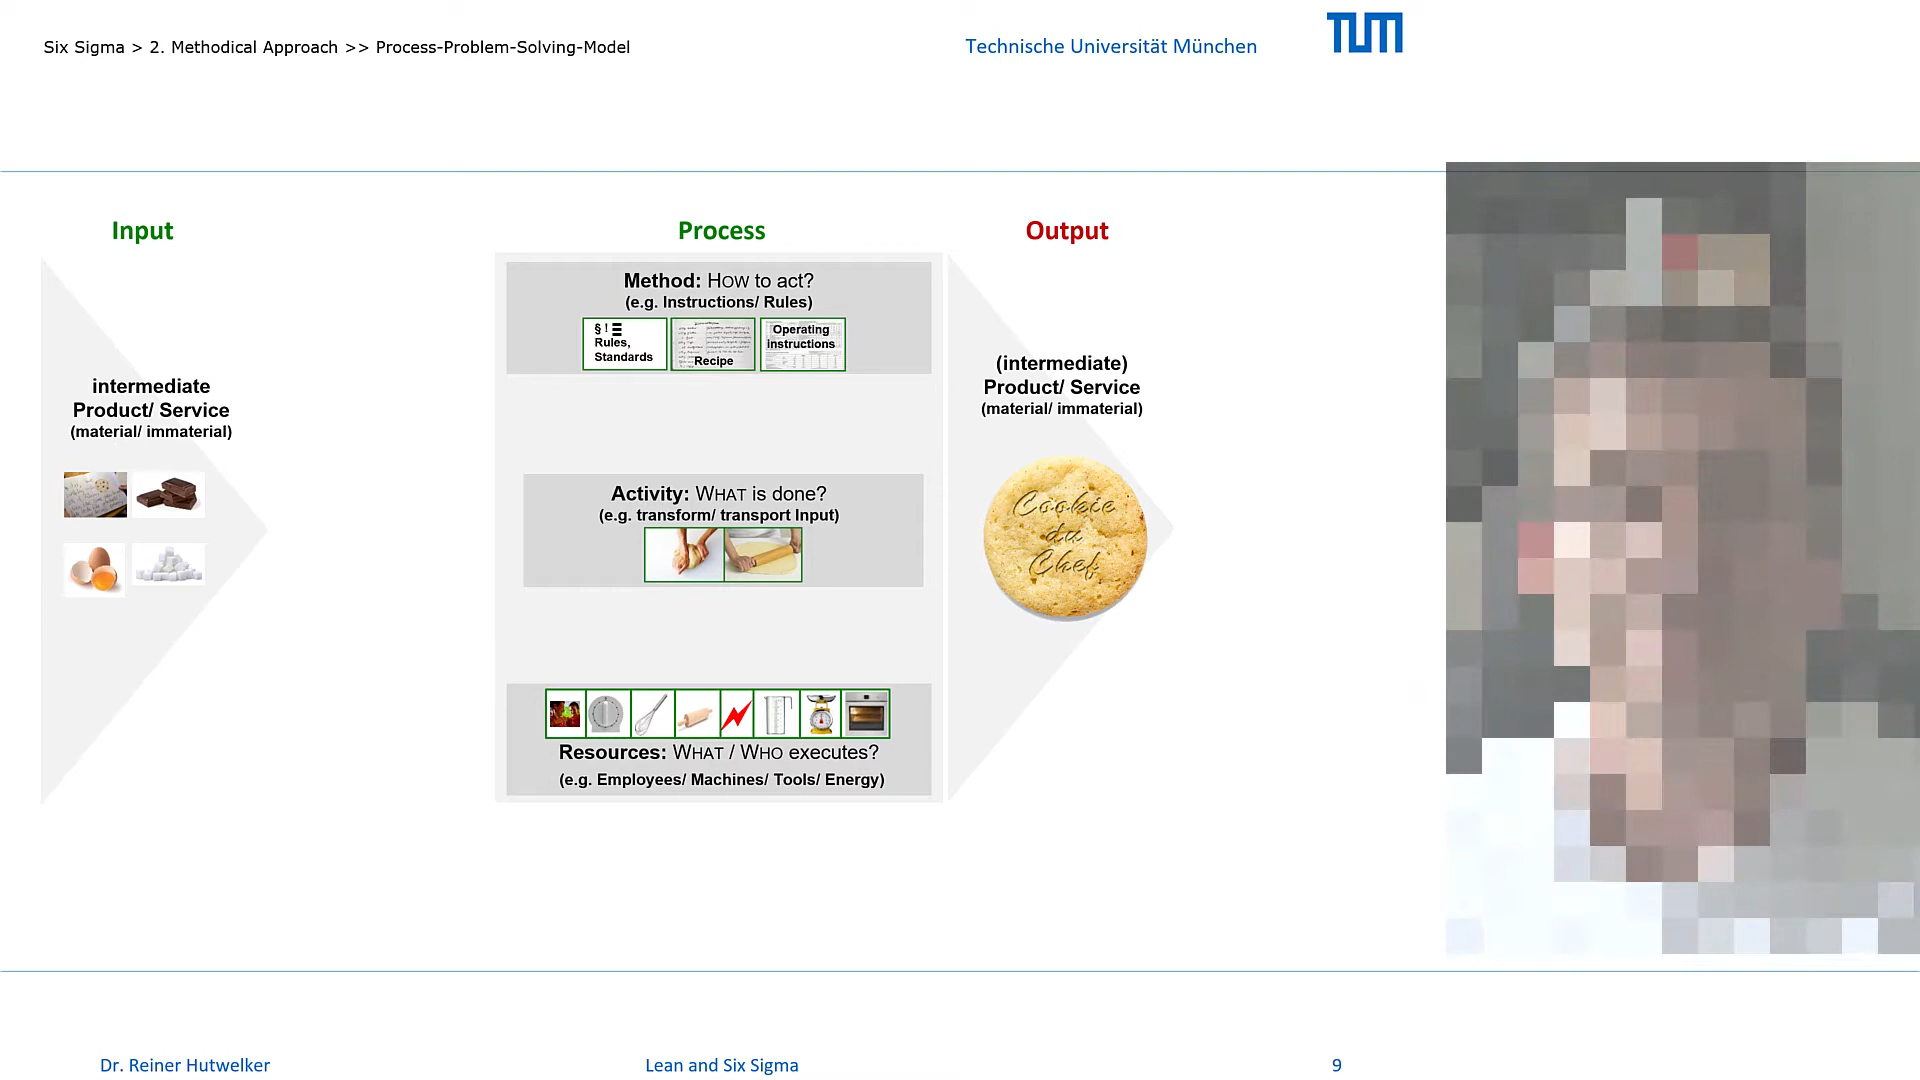 Six Sigma > 2. Methodical Approach >> Process-Problem-Solving-Model
Technische Universität München
TUM
Input
Process
Output
Method: HOW to act?
(e.g. Instructions/ Rules)
§ !
Rules,
Standards
Recipe
Operating
instructions
intermediate
Product/ Service
(material/ immaterial)
(intermediate)
Product/ Service
(material/ immaterial)
Activity: WHAT is done?
(e.g. transform/ transport Input)
Cookie
du
Chef
Resources: WHAT / WHO executes?
(e.g. Employees/ Machines/ Tools/ Energy)
Dr. Reiner Hutwelker
Lean and Six Sigma
9